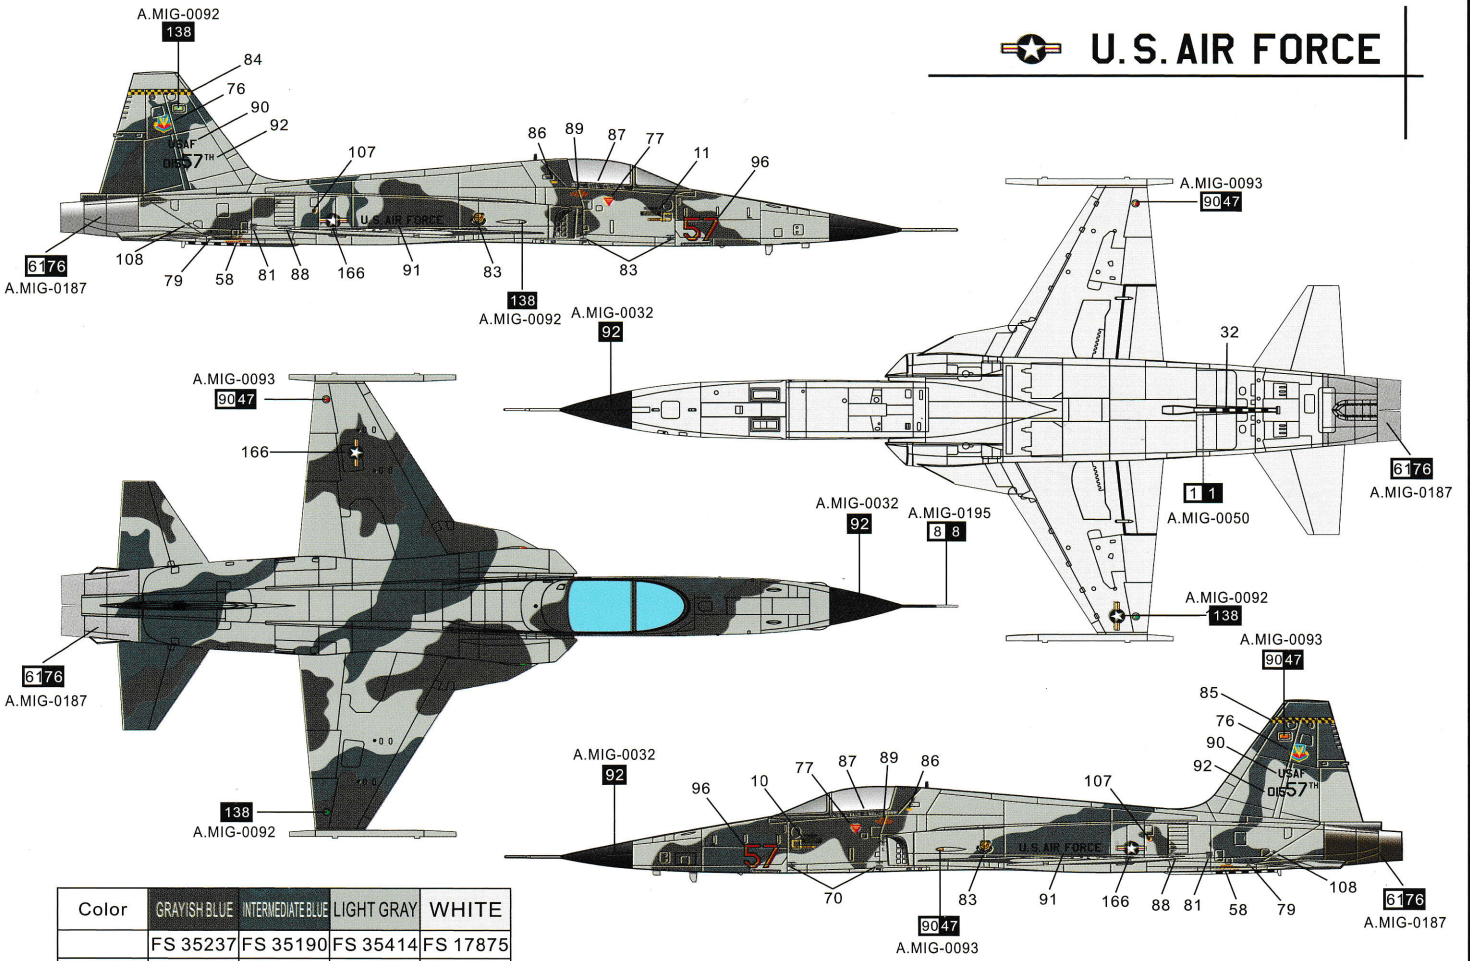 U.S. AIR FORCE
A.MIG-0092
138
84
76
90
92
USAF
01557TH
107
86
89
87
77
11
96
U.S. AIR FORCE
57
6176
A.MIG-0187
108
79
58
81
88
166
91
83
138
A.MIG-0092
83
A.MIG-0032
92
A.MIG-0093
9047
32
6176
A.MIG-0187
1 1
A.MIG-0050
A.MIG-0092
138
A.MIG-0093
9047
166
A.MIG-0032
92
A.MIG-0195
8 8
6176
A.MIG-0187
138
A.MIG-0092
A.MIG-0093
9047
85
76
90
92
USAF
01557TH
A.MIG-0032
92
96
10
77
87
89
86
107
57
U.S. AIR FORCE
70
9047
A.MIG-0093
83
91
166
88
81
58
79
108
6176
A.MIG-0187
Color GRAYISH BLUE INTERMEDIATE BLUE LIGHT GRAY WHITE
FS 35237 FS 35190 FS 35414 FS 17875